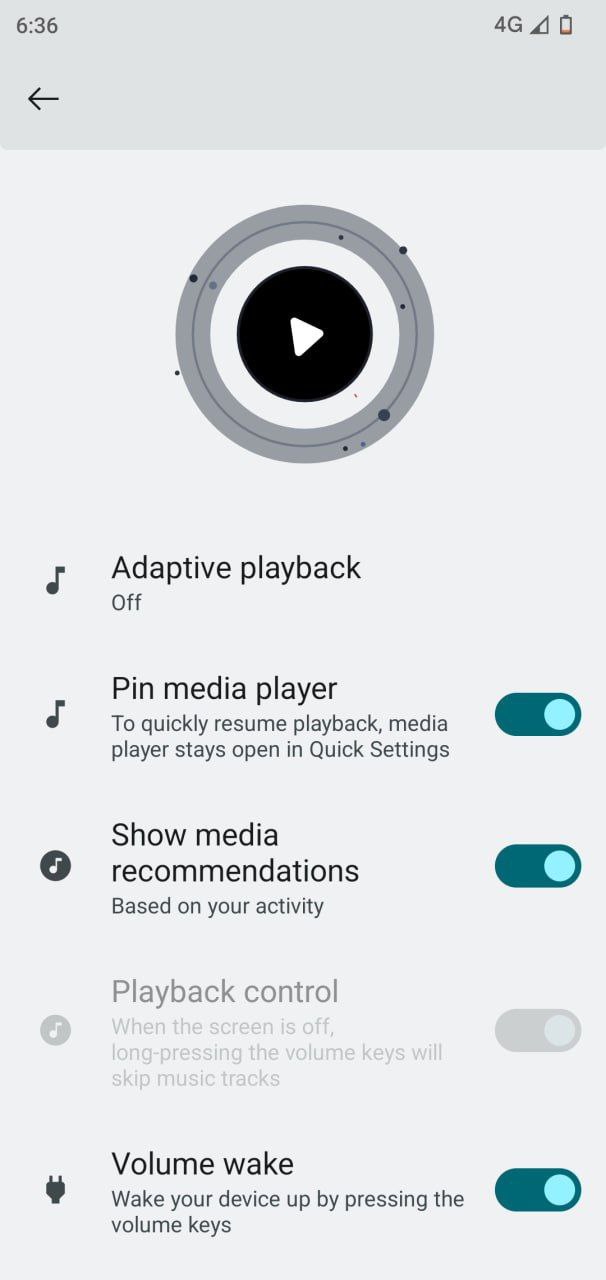 6:36
4G
Adaptive playback
Off
Pin media player
To quickly resume playback, media
player stays open in Quick Settings
Show media
recommendations
Based on your activity
Playback control
When the screen is off,
long-pressing the volume keys will
skip music tracks
Volume wake
Wake your device up by pressing the
volume keys